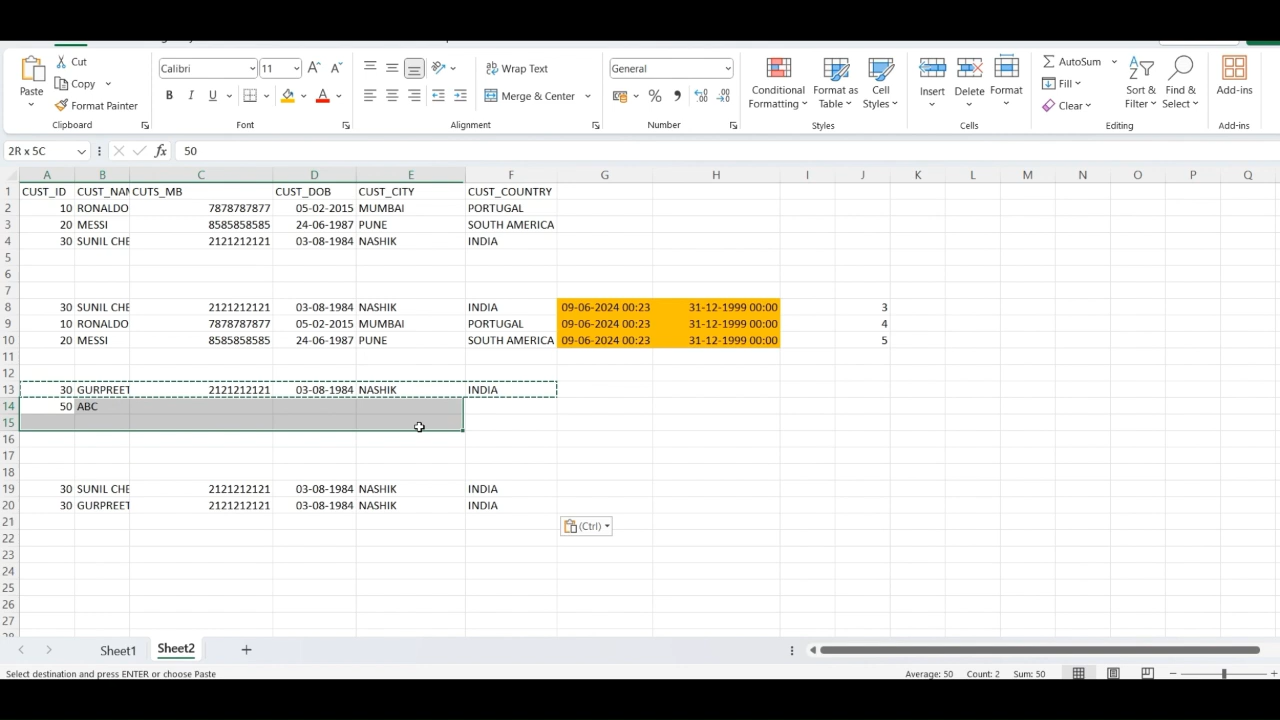 Cut
Copy
Format Painter
Paste
Clipboard
Calibri 11
B I U
Font
Wrap Text
Merge & Center
Alignment
General
Number
Conditional Formatting
Format as Table
Cell Styles
Styles
Insert
Delete
Format
Cells
AutoSum
Fill
Clear
Sort & Filter
Find & Select
Editing
Add-ins
Add-ins
2R x 5C fx 50
A B C D E F G H I J K L M N O P Q
1 CUST_ID CUST_NAM CUTS_MB CUST_DOB CUST_CITY CUST_COUNTRY
2 10 RONALDO 7878787877 05-02-2015 MUMBAI PORTUGAL
3 20 MESSI 8585858585 24-06-1987 PUNE SOUTH AMERICA
4 30 SUNIL CHE 2121212121 03-08-1984 NASHIK INDIA
5
6
7
8 30 SUNIL CHE 2121212121 03-08-1984 NASHIK INDIA 09-06-2024 00:23 31-12-1999 00:00 3
9 10 RONALDO 7878787877 05-02-2015 MUMBAI PORTUGAL 09-06-2024 00:23 31-12-1999 00:00 4
10 20 MESSI 8585858585 24-06-1987 PUNE SOUTH AMERICA 09-06-2024 00:23 31-12-1999 00:00 5
11
12
13 30 GURPREET 2121212121 03-08-1984 NASHIK INDIA
14 50 ABC
15
16
17
18
19 30 SUNIL CHE 2121212121 03-08-1984 NASHIK INDIA
20 30 GURPREET 2121212121 03-08-1984 NASHIK INDIA
21
(Ctrl)
22
23
24
25
26
27
Sheet1 Sheet2
Select destination and press ENTER or choose Paste Average: 50 Count: 2 Sum: 50